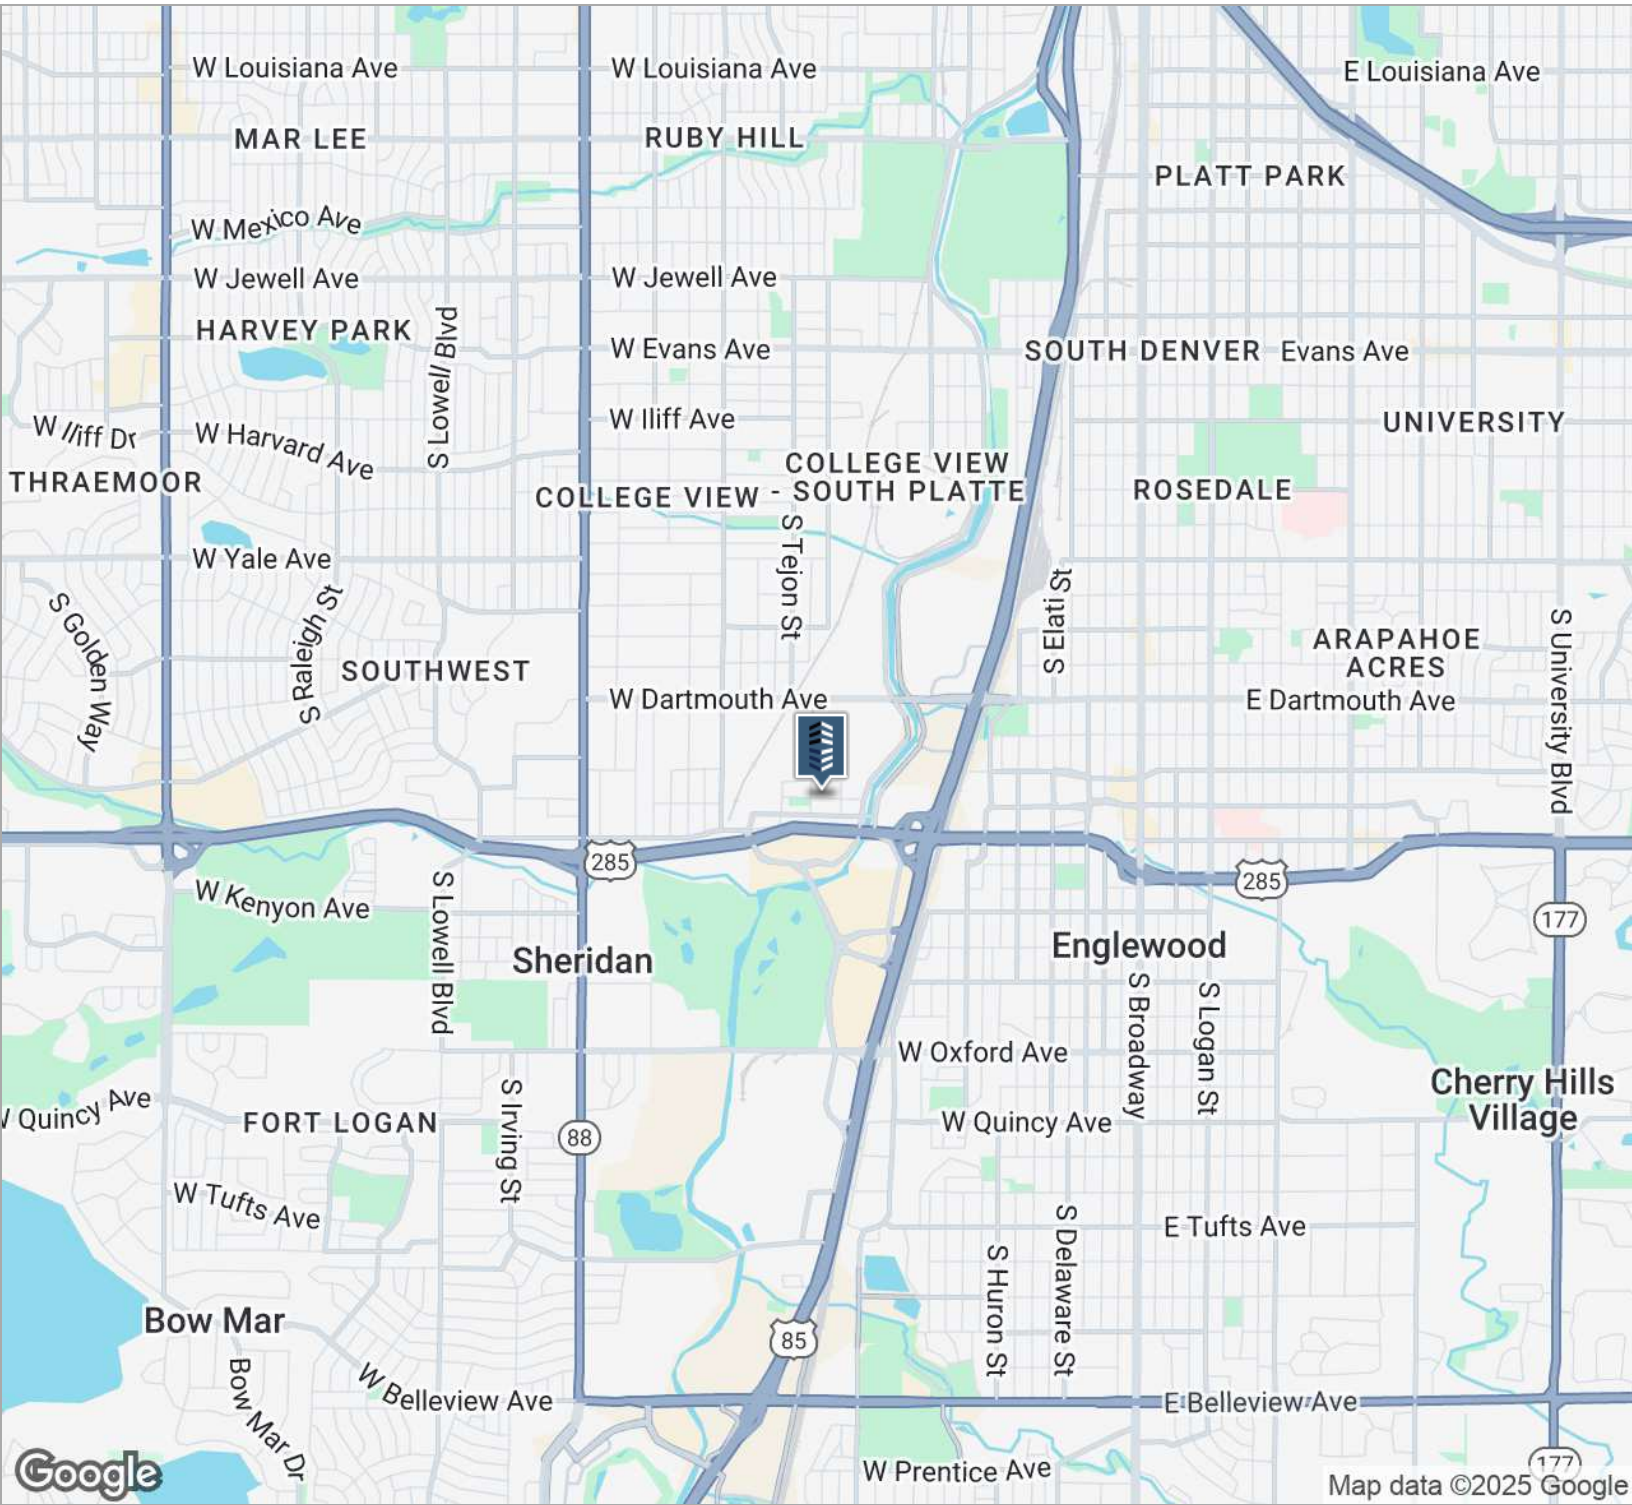 W Louisiana Ave
W Louisiana Ave
E Louisiana Ave
MAR LEE
RUBY HILL
PLATT PARK
W Mexico Ave
W Jewell Ave
W Jewell Ave
HARVEY PARK
S Lowell Blvd
W Evans Ave
SOUTH DENVER
Evans Ave
W Iliff Dr
W Harvard Ave
W Iliff Ave
UNIVERSITY
THRAEMOOR
COLLEGE VIEW
COLLEGE VIEW - SOUTH PLATTE
ROSEDALE
W Yale Ave
S Tejon St
S Elati St
S Golden Way
S Raleigh St
SOUTHWEST
ARAPAHOE
ACRES
S University Blvd
W Dartmouth Ave
E Dartmouth Ave
285
285
W Kenyon Ave
S Lowell Blvd
177
Sheridan
Englewood
S Broadway
S Logan St
W Oxford Ave
Cherry Hills
Village
W Quincy Ave
FORT LOGAN
S Irving St
88
W Quincy Ave
W Tufts Ave
S Huron St
S Delaware St
E Tufts Ave
Bow Mar
85
Bow Mar Dr
W Belleview Ave
E Belleview Ave
W Prentice Ave
177
Google
Map data ©2025 Google